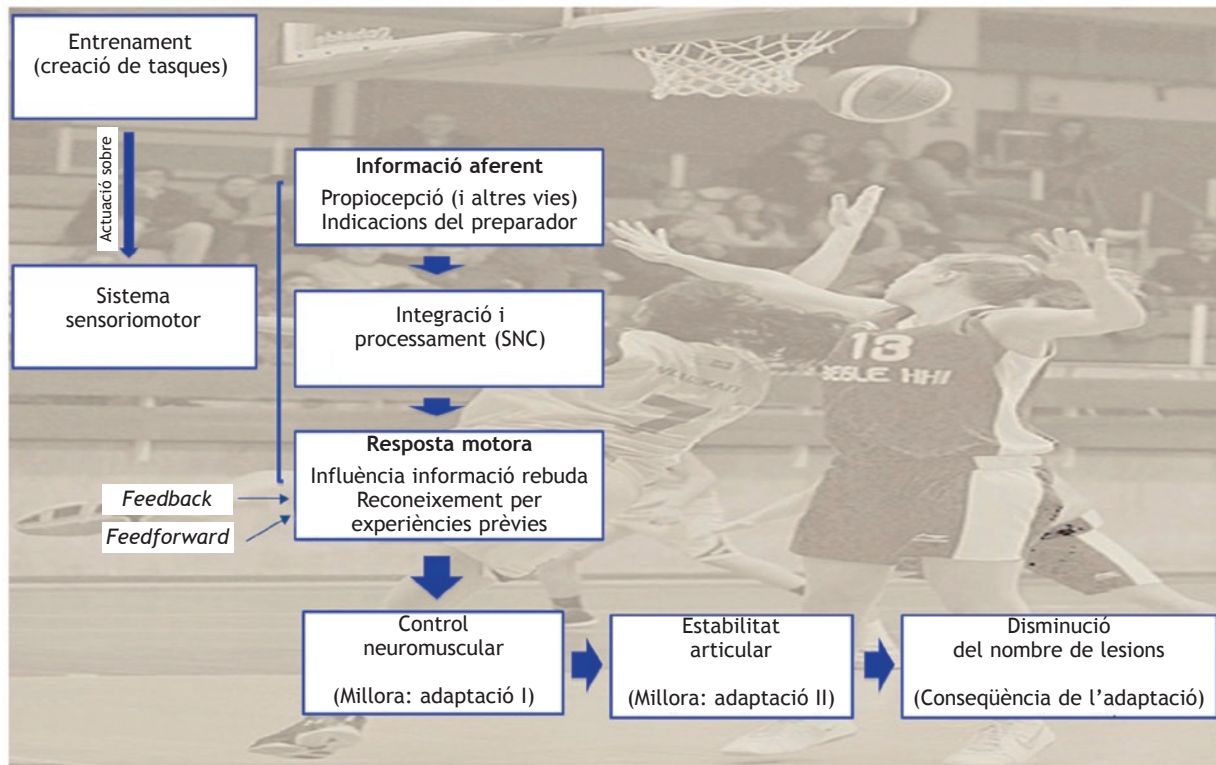 Entrenament
(creació de tasques)
Actuació sobre
Sistema
sensoriomotor
Informació aferent
Propiocepció (i altres vies)
Indicacions del preparador
Integració i
processament (SNC)
Resposta motora
Influència informació rebuda
Reconeixement per
experiències prèvies
Feedback
Feedforward
Control
neuromuscular
(Millora: adaptació I)
Estabilitat
articular
(Millora: adaptació II)
Disminució
del nombre de lesions
(Conseqüència de l’adaptació)
13